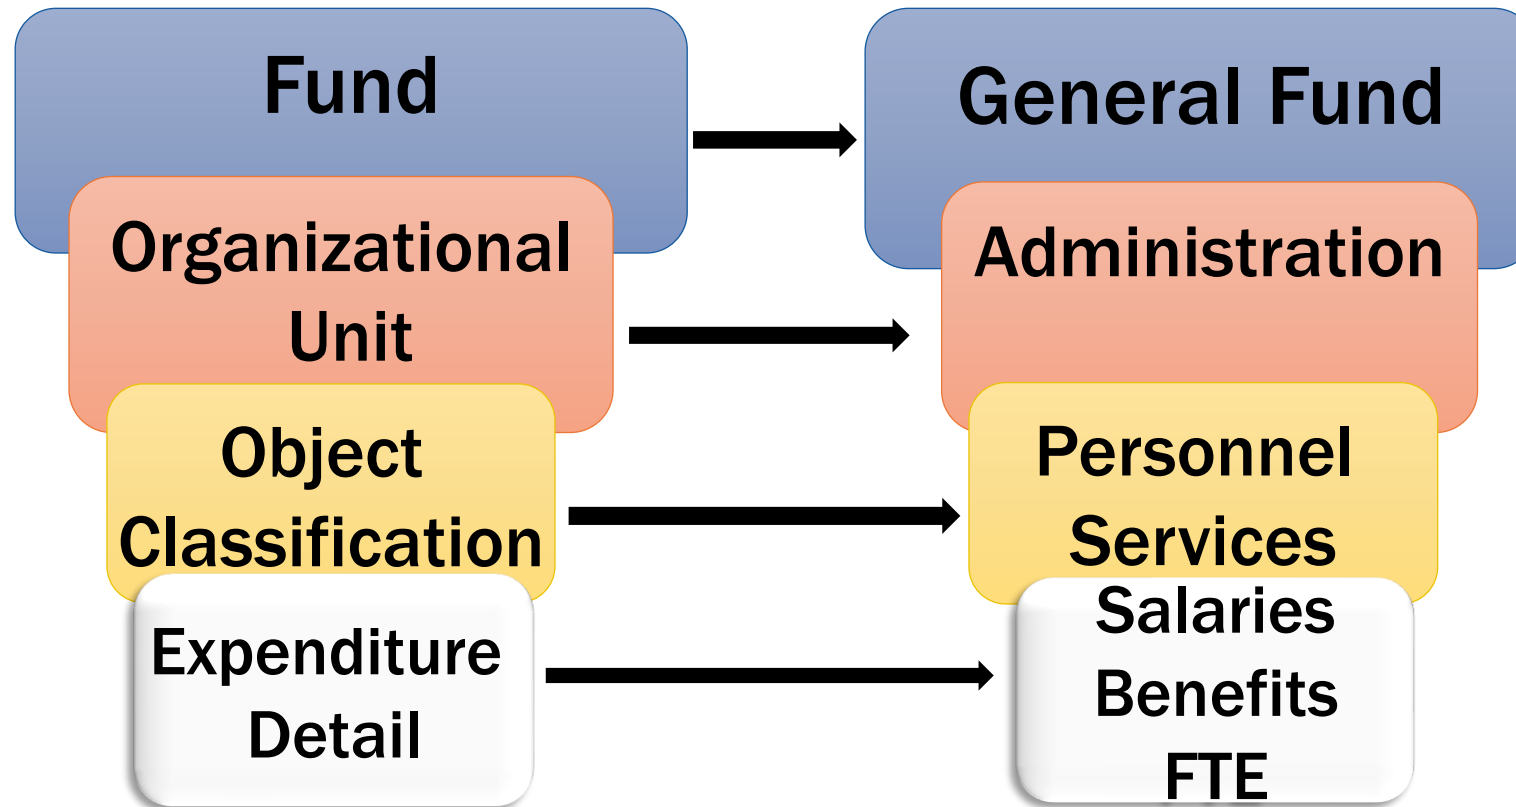 Fund
General Fund
Organizational
Unit
Administration
Object
Classification
Personnel
Services
Expenditure
Detail
Salaries
Benefits
FTE